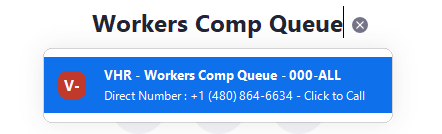 Workers Comp Queue
V-
VHR - Workers Comp Queue - 000-ALL
Direct Number : +1 (480) 864-6634 - Click to Call